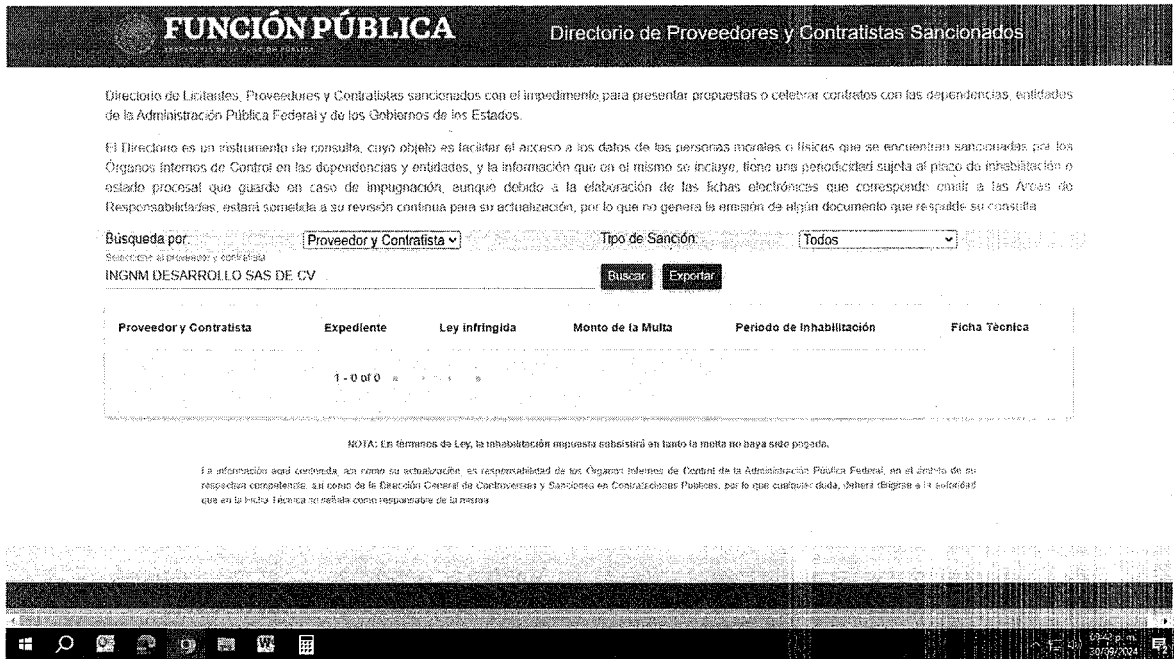 FUNCIÓN PÚBLICA
SECRETARÍA DE LA FUNCIÓN PÚBLICA
Directorio de Proveedores y Contratistas Sancionados
Directorio de Licitantes, Proveedores y Contratistas sancionados con el impedimento para presentar propuestas o celebrar contratos con las dependencias, entidades
de la Administración Pública Federal y de los Gobiernos de los Estados.
El Directorio es un instrumento de consulta, cuyo objeto es facilitar el acceso a los datos de las personas morales o físicas que se encuentran sancionadas por los
Órganos Internos de Control en las dependencias y entidades, y la información que en el mismo se incluye, tiene una periodicidad sujeta al plazo de inhabilitación o
estado procesal que guarda en caso de impugnación, aunque debido a la elaboración de las fichas electrónicas que corresponde emitir a las Áreas de
Responsabilidades, estará sometida a su revisión continua para su actualización, por lo que no genera la emisión de algún documento que respalde su consulta
Búsqueda por: Proveedor y Contratista Tipo de Sanción: Todos
Seleccione al proveedor y contratista
INGNM DESARROLLO SAS DE CV Buscar Exportar
Proveedor y Contratista Expediente Ley infringida Monto de la Multa Periodo de Inhabilitación Ficha Técnica
1 - 0 of 0
NOTA: En términos de Ley, la inhabilitación impuesta subsistirá en tanto la multa no haya sido pagada.
La información aquí contenida, así como su actualización, es responsabilidad de los Órganos Internos de Control de la Administración Pública Federal, en el ámbito de su
respectiva competencia, así como de la Dirección General de Controversias y Sanciones en Contrataciones Públicas, por lo que cualquier duda, deberá dirigirse a la autoridad
que en la Ficha Técnica se señala como responsable de la misma
p. m.
30/09/2024